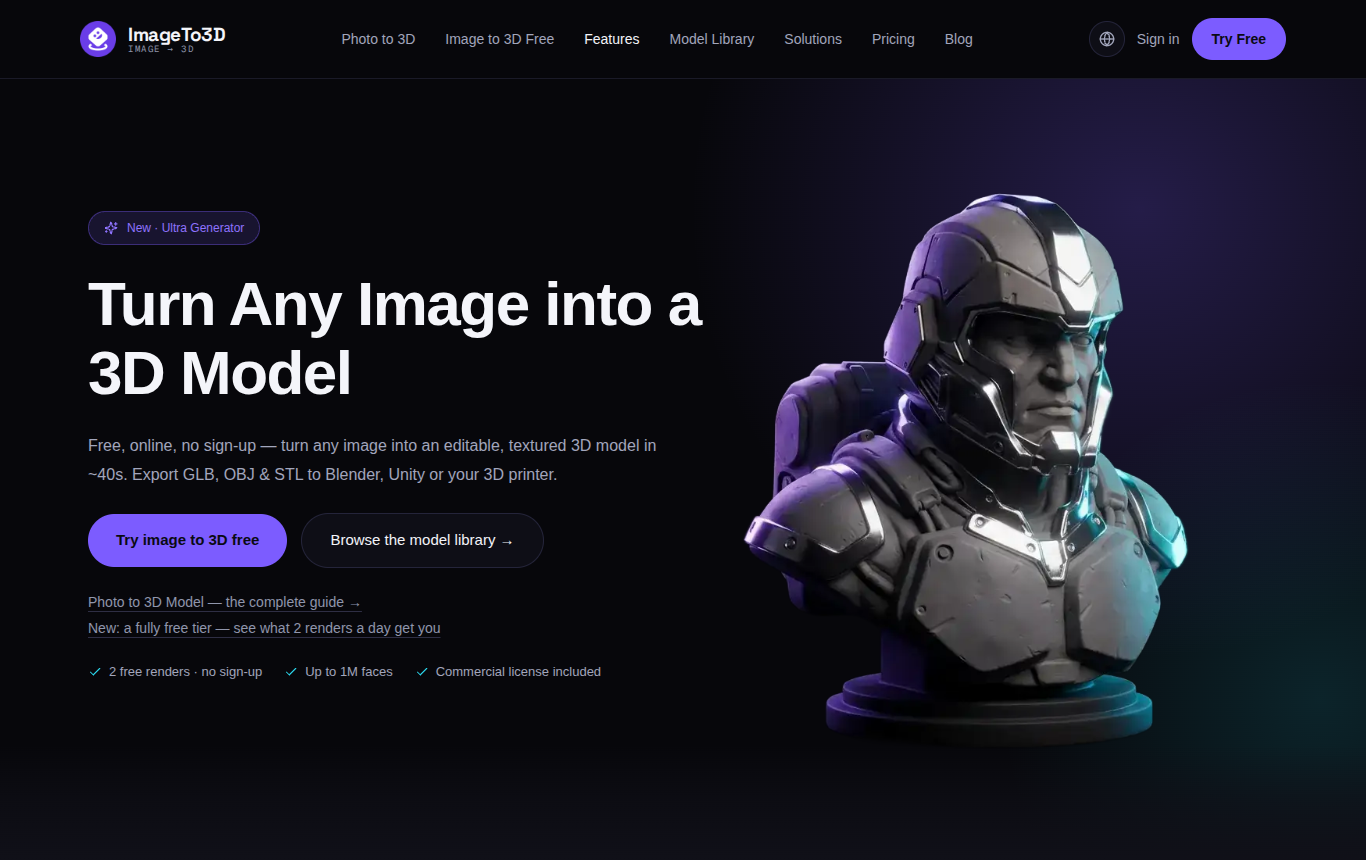 ImageTo3D
IMAGE → 3D
Photo to 3D
Image to 3D Free
Features
Model Library
Solutions
Pricing
Blog
Sign in
Try Free
New · Ultra Generator
Turn Any Image into a
3D Model
Free, online, no sign-up — turn any image into an editable, textured 3D model in
~40s. Export GLB, OBJ & STL to Blender, Unity or your 3D printer.
Try image to 3D free
Browse the model library →
Photo to 3D Model — the complete guide →
New: a fully free tier — see what 2 renders a day get you
2 free renders · no sign-up
Up to 1M faces
Commercial license included